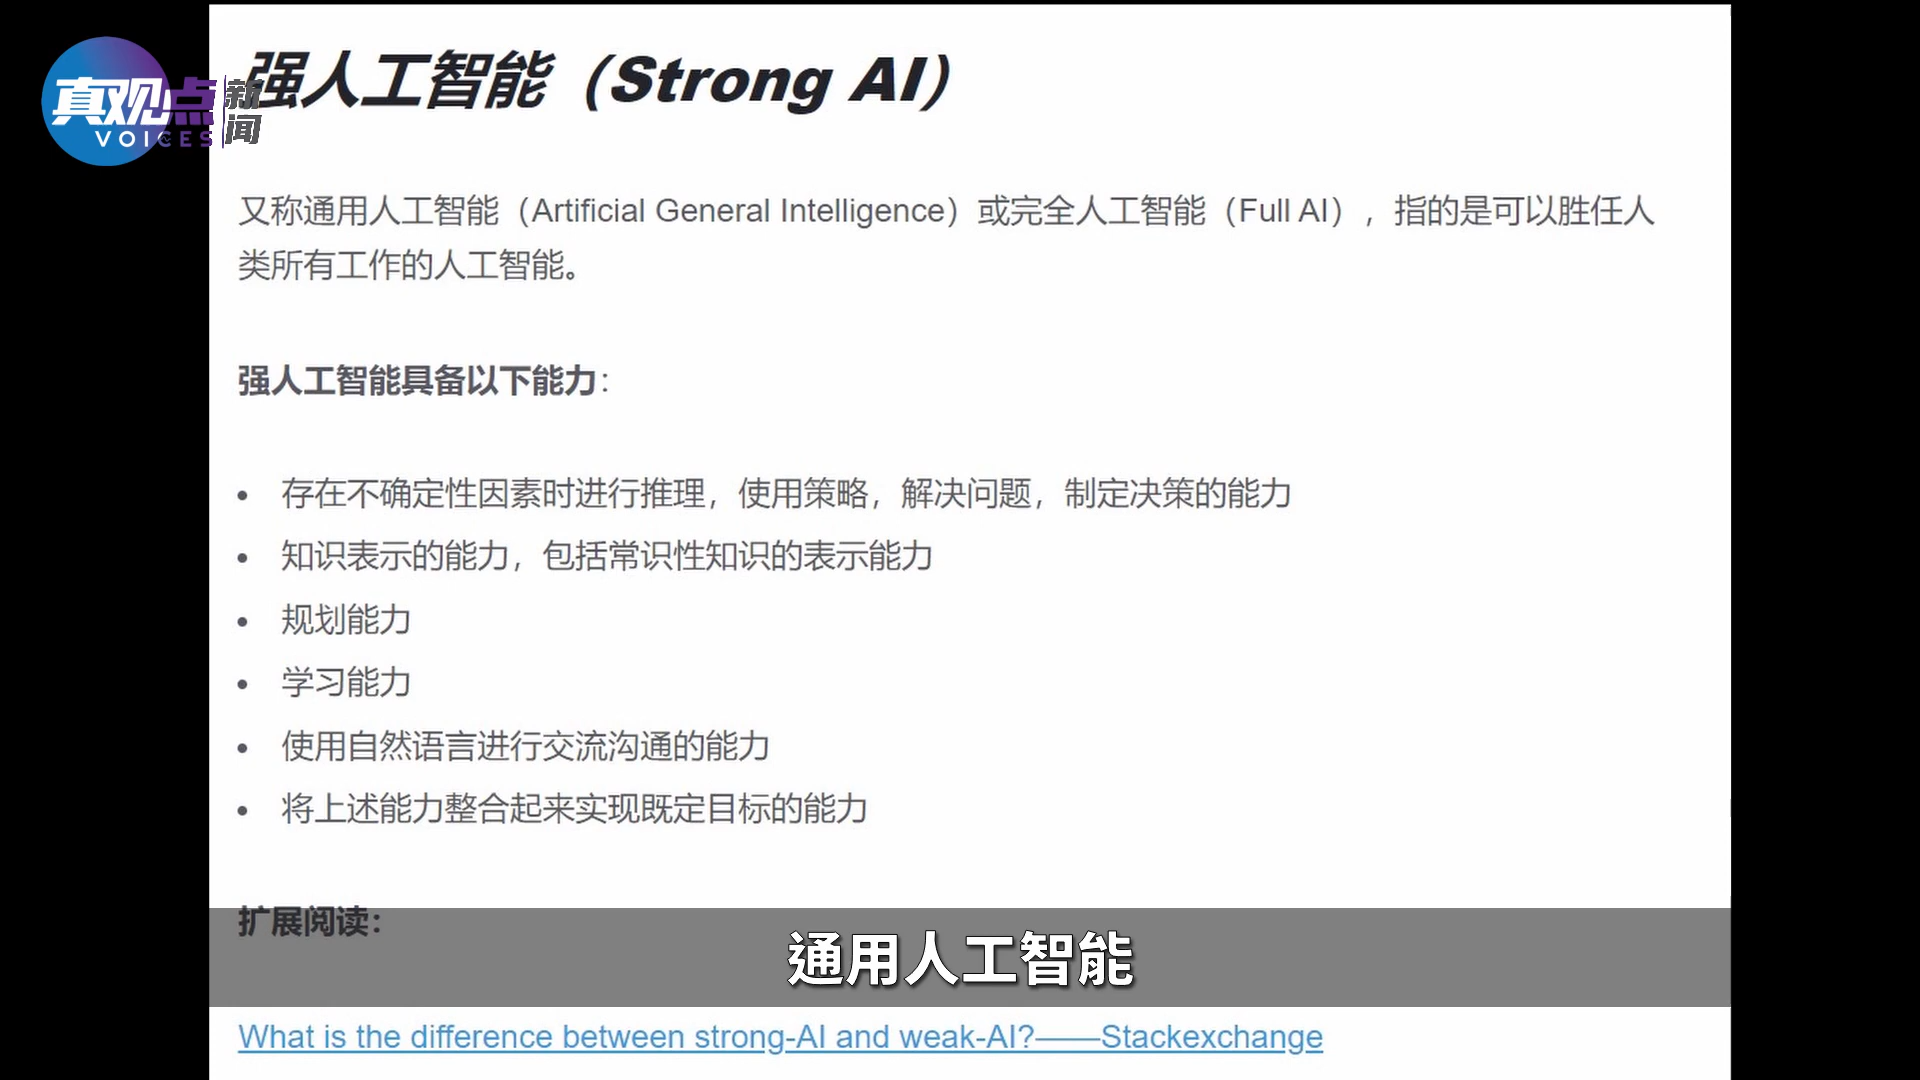 强人工智能（Strong AI）
真观点新闻
VOICES
又称通用人工智能（Artificial General Intelligence）或完全人工智能（Full AI），指的是可以胜任人
类所有工作的人工智能。
强人工智能具备以下能力：
存在不确定性因素时进行推理，使用策略，解决问题，制定决策的能力
知识表示的能力，包括常识性知识的表示能力
规划能力
学习能力
使用自然语言进行交流沟通的能力
将上述能力整合起来实现既定目标的能力
扩展阅读：
通用人工智能
What is the difference between strong-AI and weak-AI?——Stackexchange